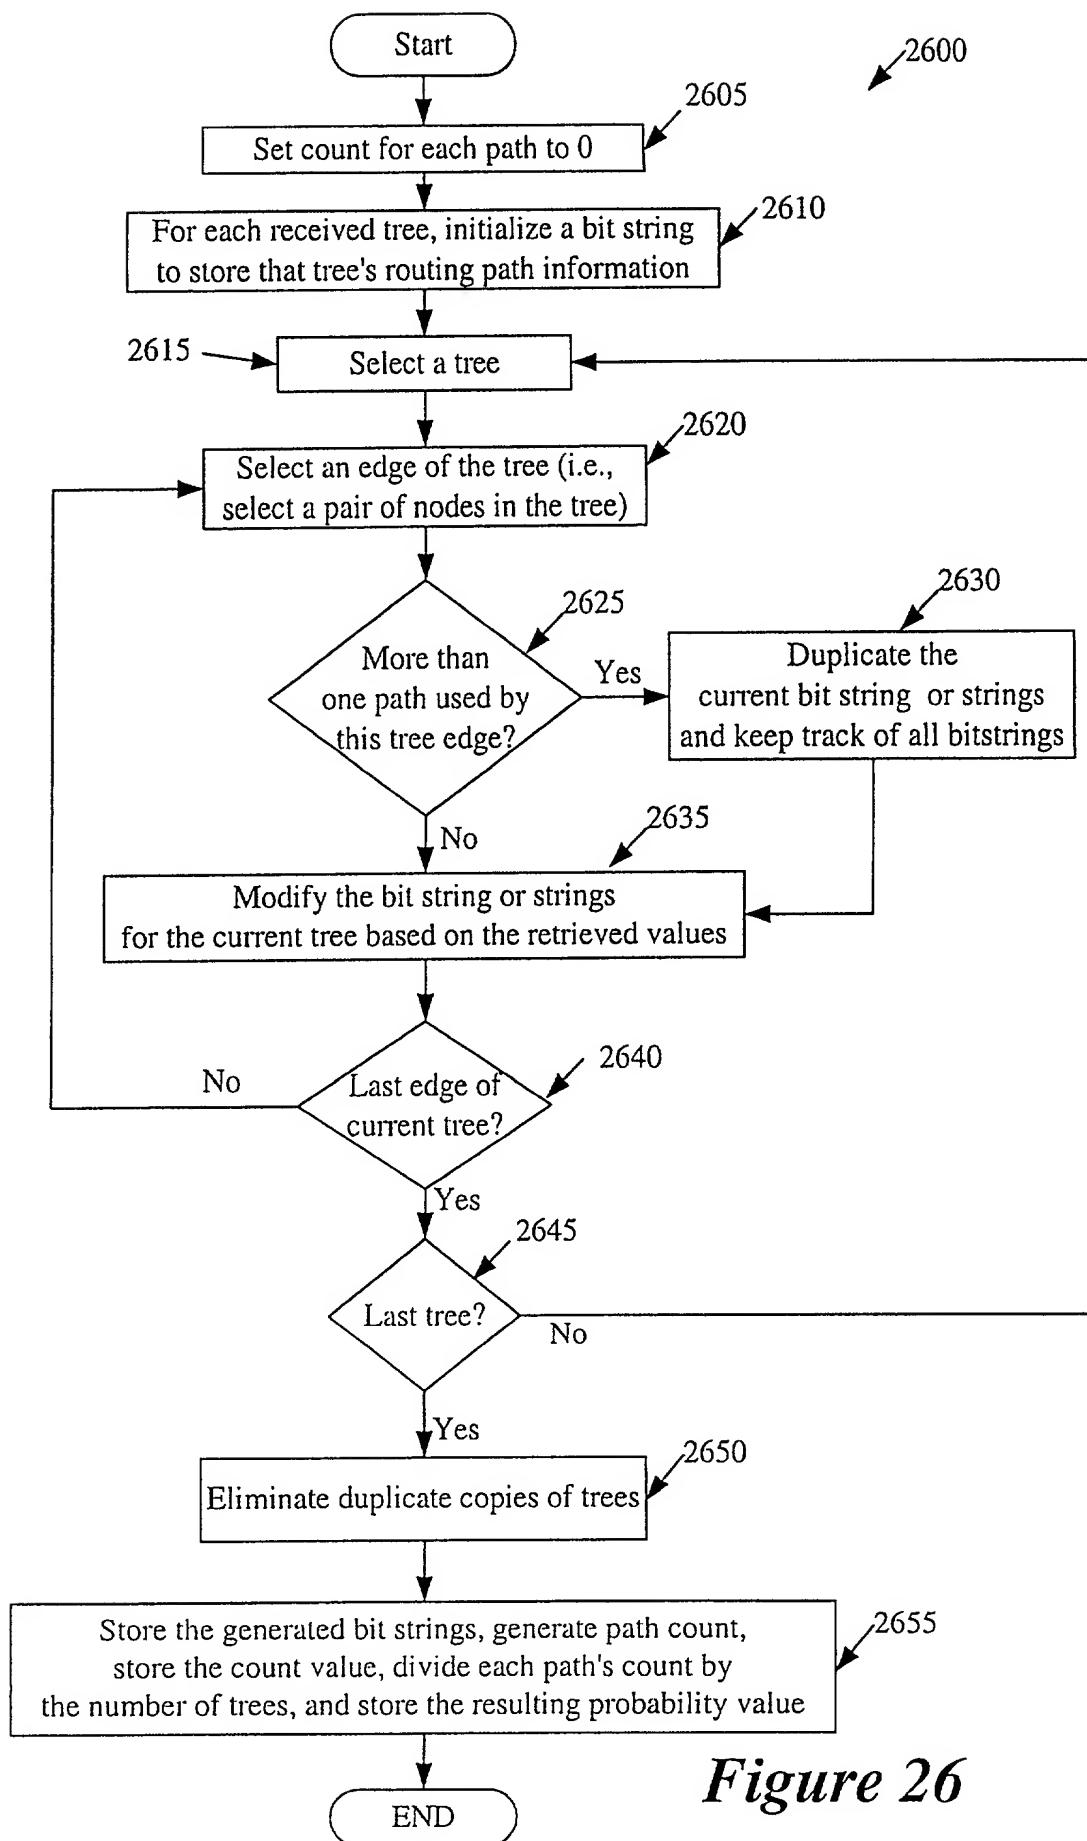 Start
2600
2605
Set count for each path to 0
2610
For each received tree, initialize a bit string
to store that tree's routing path information
2615
Select a tree
2620
Select an edge of the tree (i.e.,
select a pair of nodes in the tree)
2625
2630
More than
one path used by
this tree edge?
Yes
Duplicate the
current bit string or strings
and keep track of all bitstrings
No
2635
Modify the bit string or strings
for the current tree based on the retrieved values
2640
No
Last edge of
current tree?
Yes
2645
Last tree?
No
Yes
2650
Eliminate duplicate copies of trees
2655
Store the generated bit strings, generate path count,
store the count value, divide each path's count by
the number of trees, and store the resulting probability value
Figure 26
END